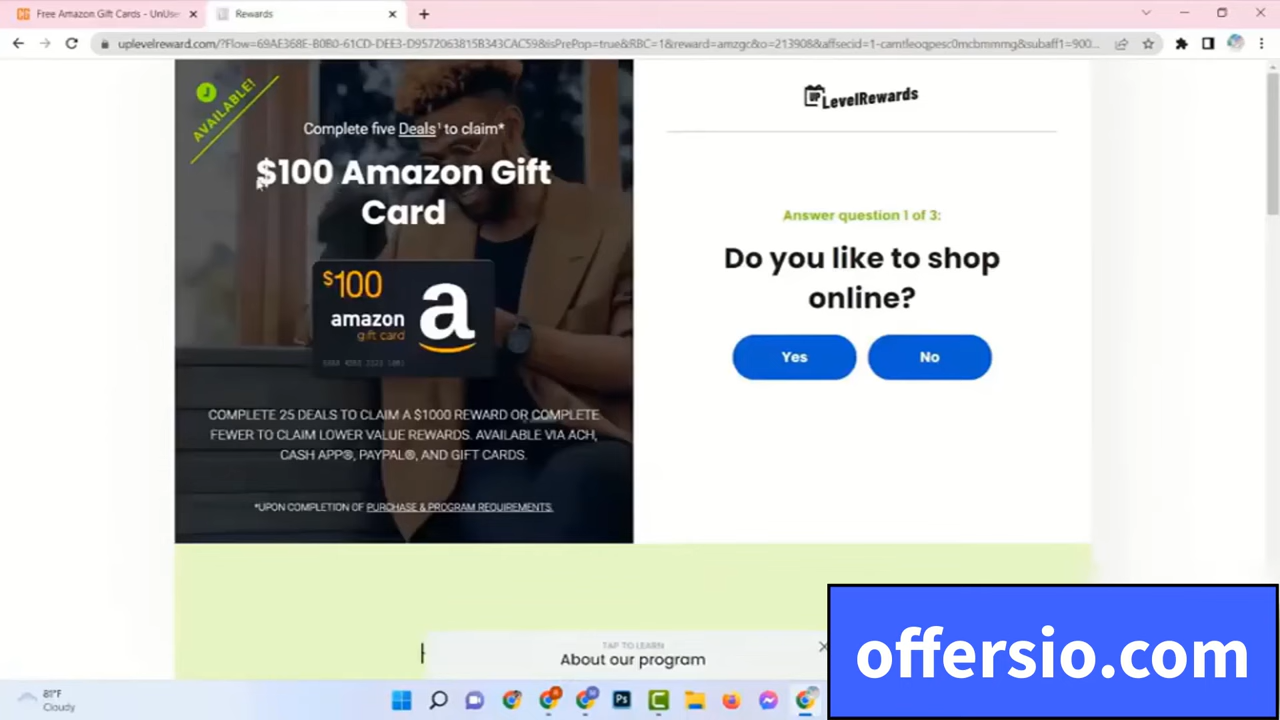 Free Amazon Gift Cards - UnUse
Rewards
uplevelreward.com/?Flow=69AE368E-B0B0-61CD-DEE3-D9572063815B343CAC59&isPrePop=true&RBC=1&reward=amzgc&o=213908&affsecid=1-camtleoqpesc0mcbmmmg&subaff1=900...
AVAILABLE!
Complete five Deals¹ to claim*
$100 Amazon Gift
Card
$100
amazon
gift card
COMPLETE 25 DEALS TO CLAIM A $1000 REWARD OR COMPLETE
FEWER TO CLAIM LOWER VALUE REWARDS. AVAILABLE VIA ACH,
CASH APP®, PAYPAL®, AND GIFT CARDS.
*UPON COMPLETION OF PURCHASE & PROGRAM REQUIREMENTS.
UPLevelRewards
Answer question 1 of 3:
Do you like to shop
online?
Yes No
TAP TO LEARN
About our program
offersio.com
81°F
Cloudy
Ps